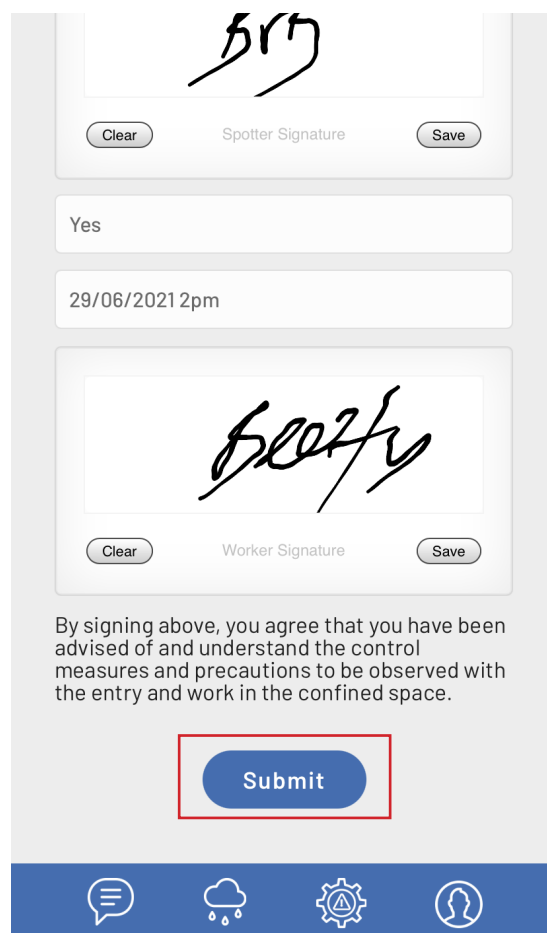 Clear Spotter Signature Save
Yes
29/06/2021 2pm
Clear Worker Signature Save
By signing above, you agree that you have been
advised of and understand the control
measures and precautions to be observed with
the entry and work in the confined space.
Submit